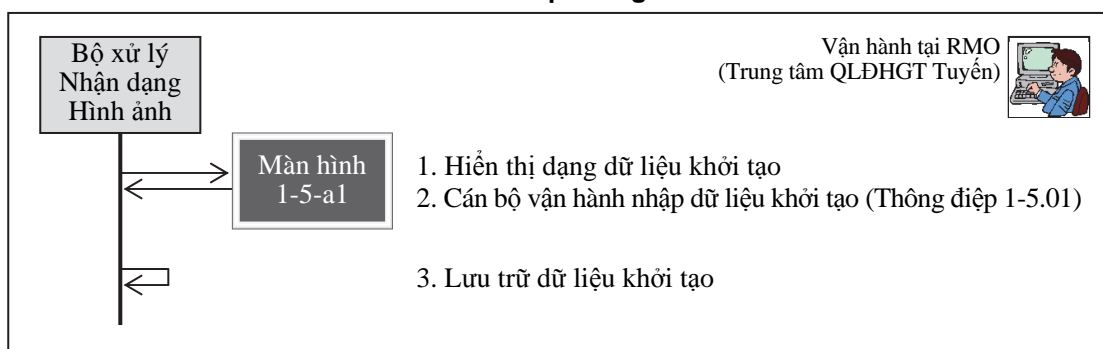 Bộ xử lý
Nhận dạng
Hình ảnh
Vận hành tại RMO
(Trung tâm QLĐHGT Tuyến)
Màn hình
1-5-a1
1. Hiển thị dạng dữ liệu khởi tạo
2. Cán bộ vận hành nhập dữ liệu khởi tạo (Thông điệp 1-5.01)
3. Lưu trữ dữ liệu khởi tạo